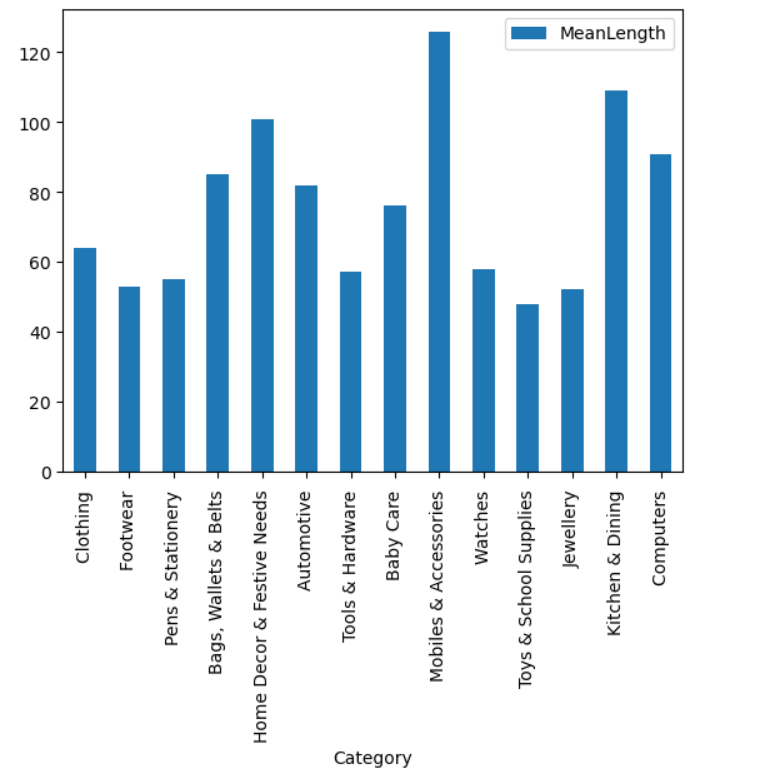 MeanLength
120
100
80
60
40
20
0
Clothing
Footwear
Pens & Stationery
Bags, Wallets & Belts
Home Decor & Festive Needs
Automotive
Tools & Hardware
Baby Care
Mobiles & Accessories
Watches
Toys & School Supplies
Jewellery
Kitchen & Dining
Computers
Category